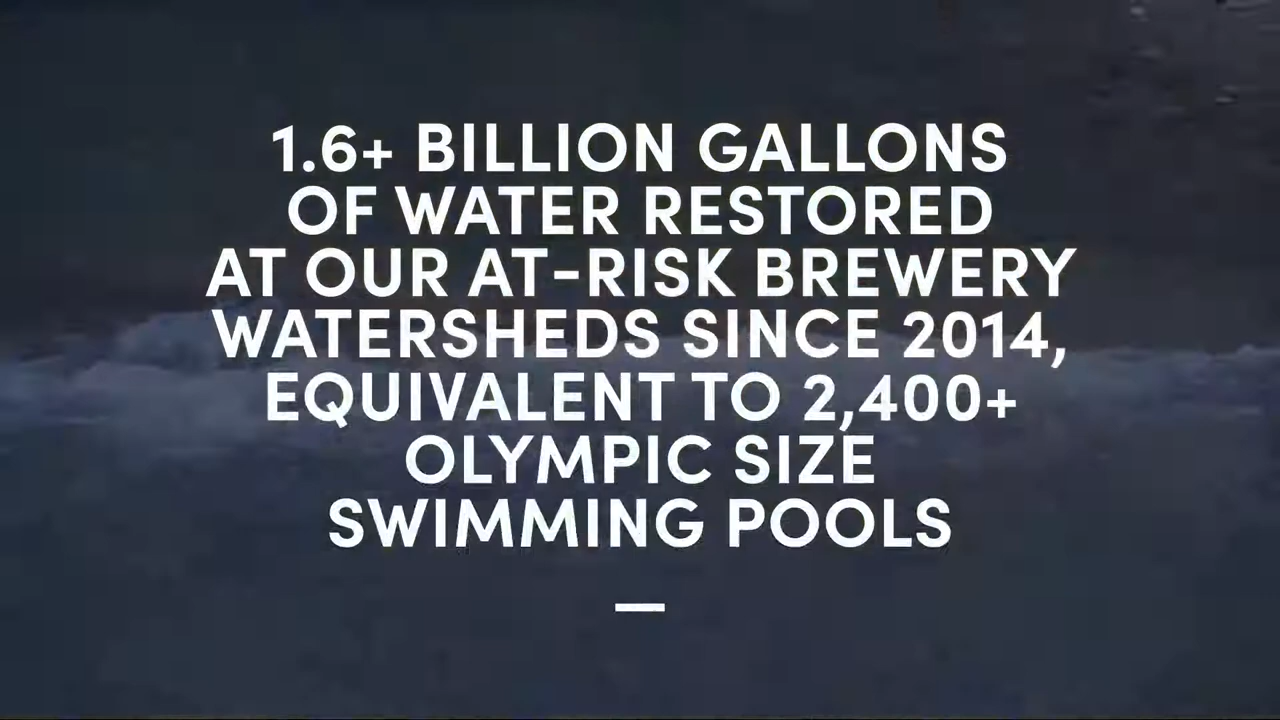 1.6+ BILLION GALLONS
OF WATER RESTORED
AT OUR AT-RISK BREWERY
WATERSHEDS SINCE 2014,
EQUIVALENT TO 2,400+
OLYMPIC SIZE
SWIMMING POOLS